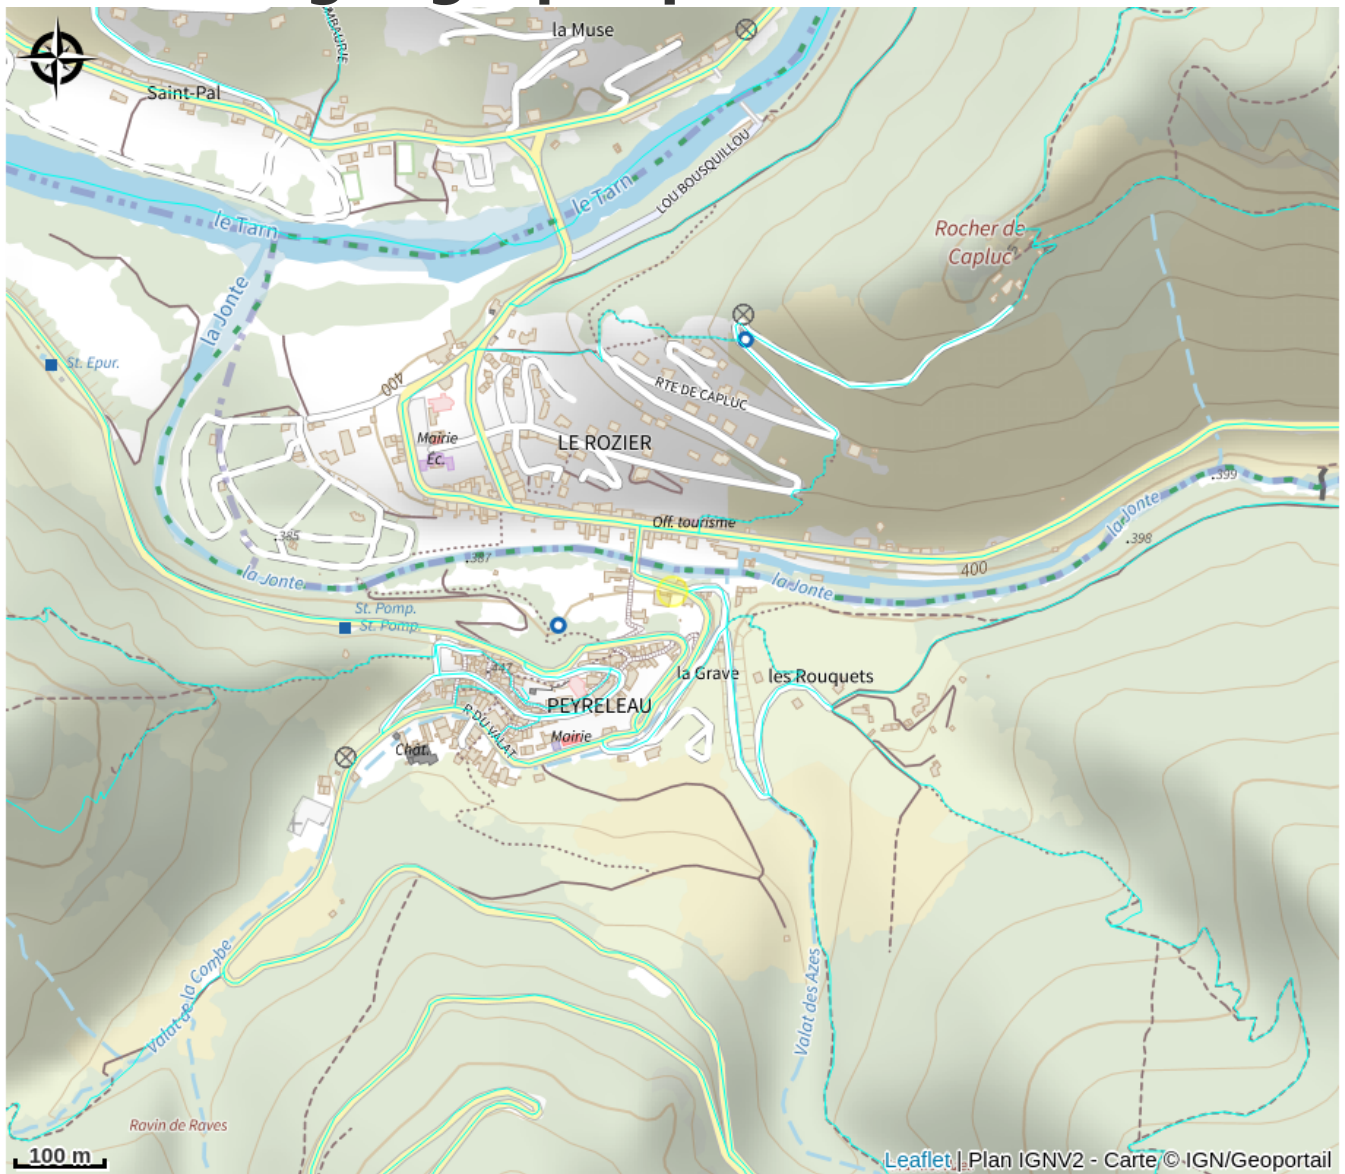 la Muse
Saint-Pal
LOU BOUSQUILLOU
le Tarn
le Tarn
Rocher de
Capluc
la Jonte
St. Epur.
400
RTE DE CAPLUC
Mairie
Éc.
LE ROZIER
.399
la Jonte
Off. tourisme
.385
.387
.398
400
la Jonte
la Jonte
St. Pomp.
St. Pomp.
.447
la Grave
les Rouquets
PEYRELEAU
R DU VALAT
Mairie
Chât.
Valat de la Combe
Valat des Azes
Ravin de Raves
100 m
Leaflet | Plan IGNV2 - Carte © IGN/Geoportail